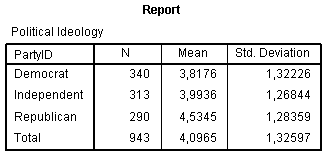 Report
Political Ideology
PartyID N Mean Std. Deviation
Democrat 340 3,8176 1,32226
Independent 313 3,9936 1,26844
Republican 290 4,5345 1,28359
Total 943 4,0965 1,32597